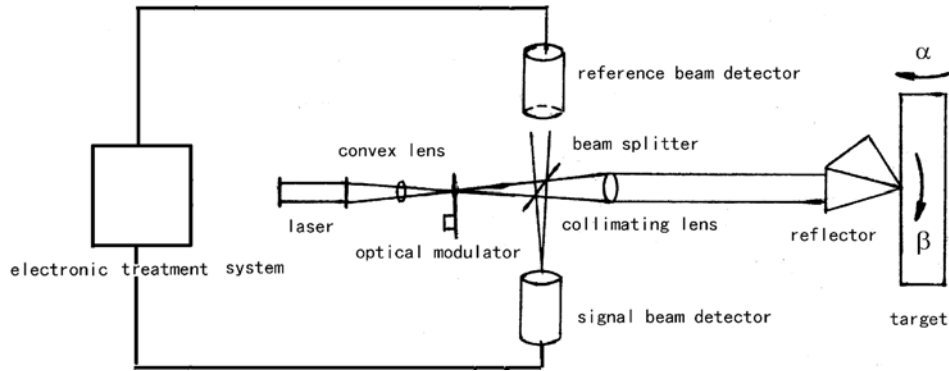 α
reference beam detector
beam splitter
convex lens
laser
optical modulator
collimating lens
reflector
β
electronic treatment system
signal beam detector
target